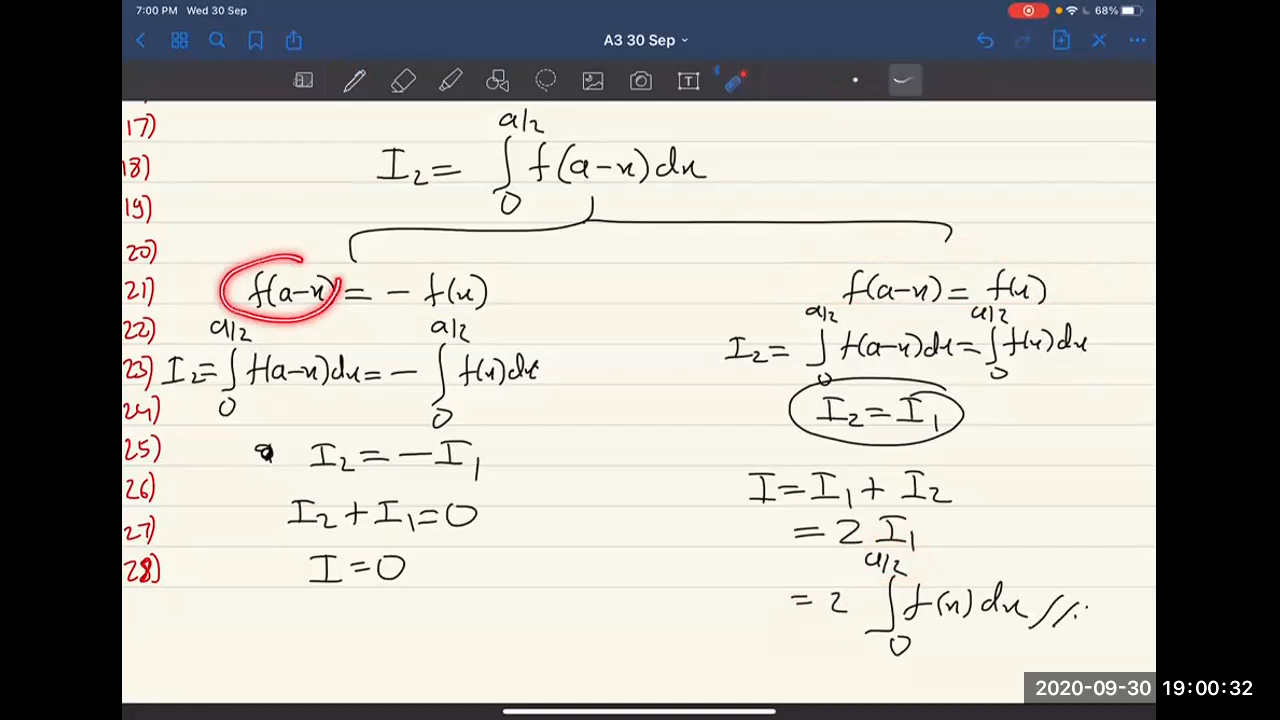 7:00 PM Wed 30 Sep
68%
A3 30 Sep
17)
18) I₂ = ∫₀^{a/2} f(a-x)dx
19)
20)
21) f(a-x) = - f(x)
22)
23) I₂ = ∫₀^{a/2} f(a-x)dx = - ∫₀^{a/2} f(x)dx
24)
25) I₂ = -I₁
26)
27) I₂ + I₁ = 0
28) I = 0
f(a-x) = f(x)
I₂ = ∫₀^{a/2} f(a-x)dx = ∫₀^{a/2} f(x)dx
I₂ = I₁
I = I₁ + I₂
= 2 I₁
= 2 ∫₀^{a/2} f(x)dx //
2020-09-30 19:00:32